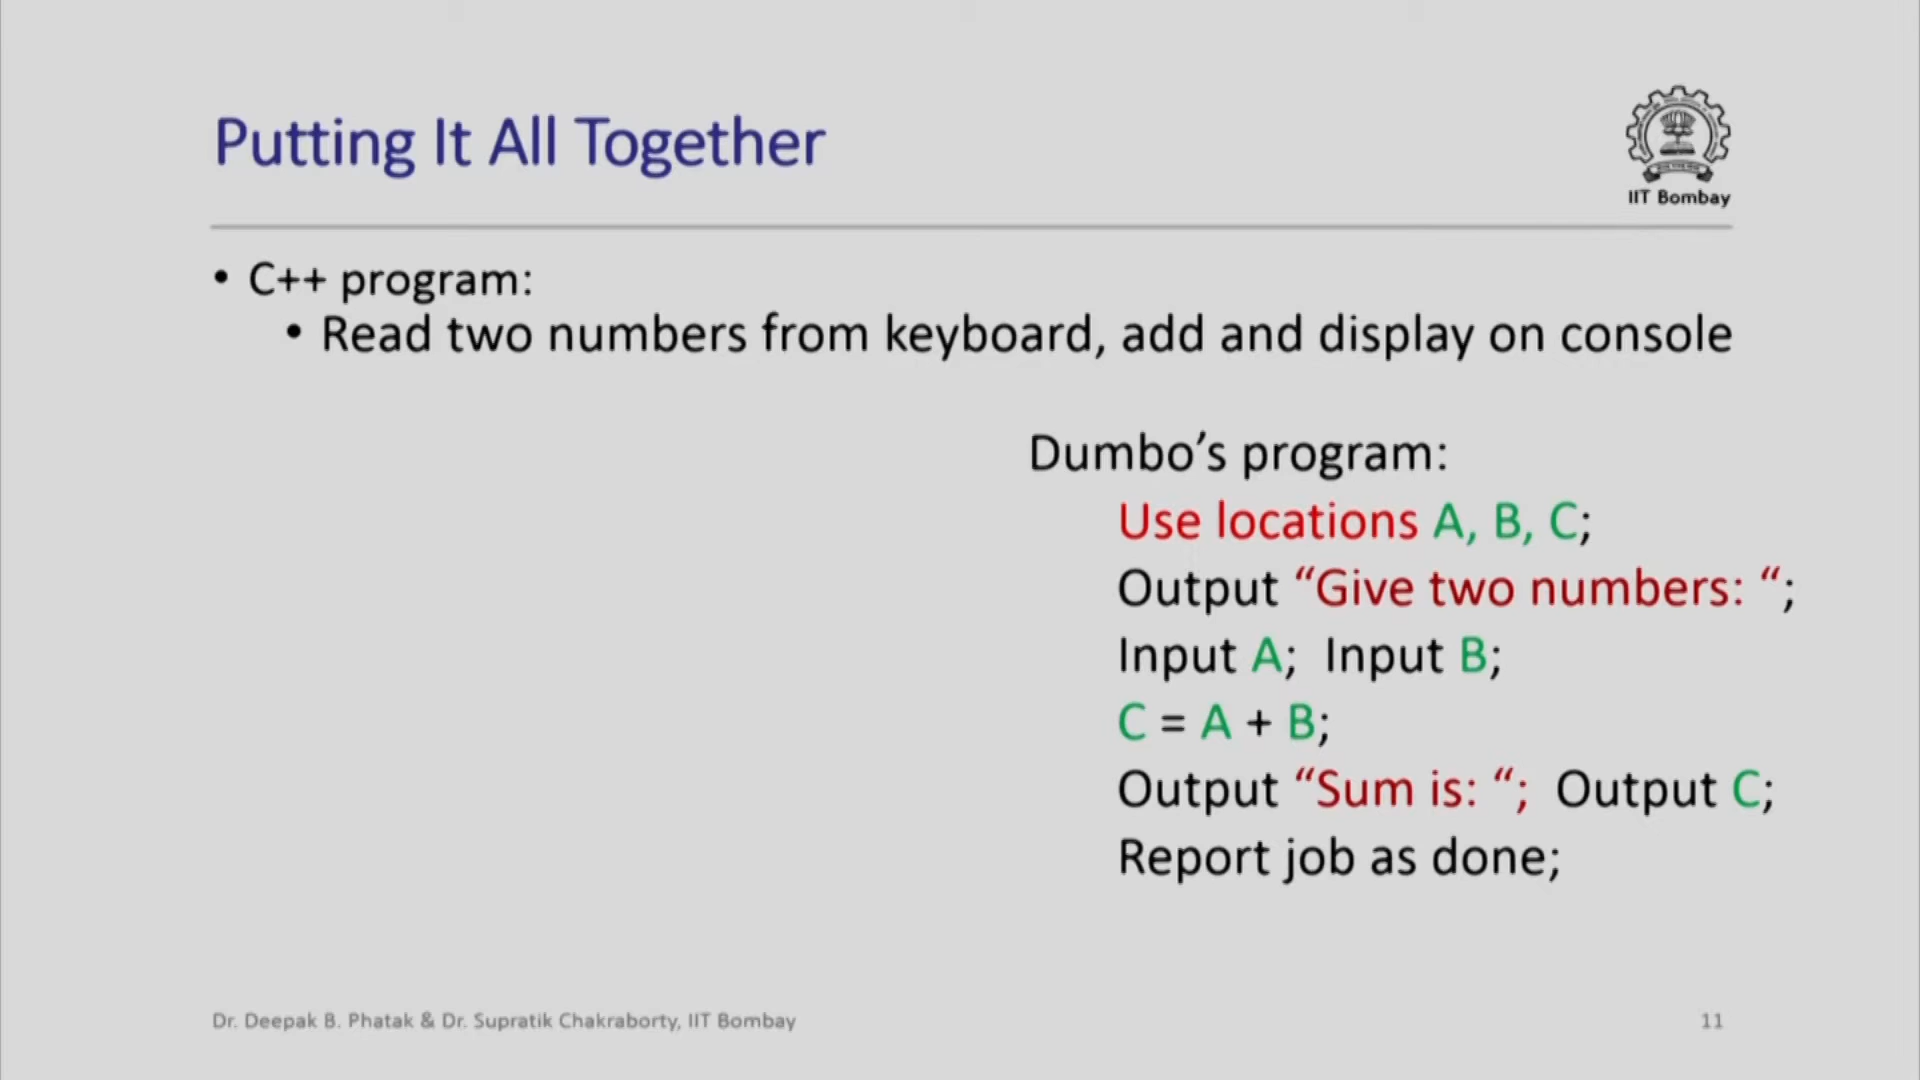 Putting It All Together
IIT Bombay
• C++ program:
• Read two numbers from keyboard, add and display on console
Dumbo’s program:
Use locations A, B, C;
Output “Give two numbers: “;
Input A; Input B;
C = A + B;
Output “Sum is: “; Output C;
Report job as done;
Dr. Deepak B. Phatak & Dr. Supratik Chakraborty, IIT Bombay
11